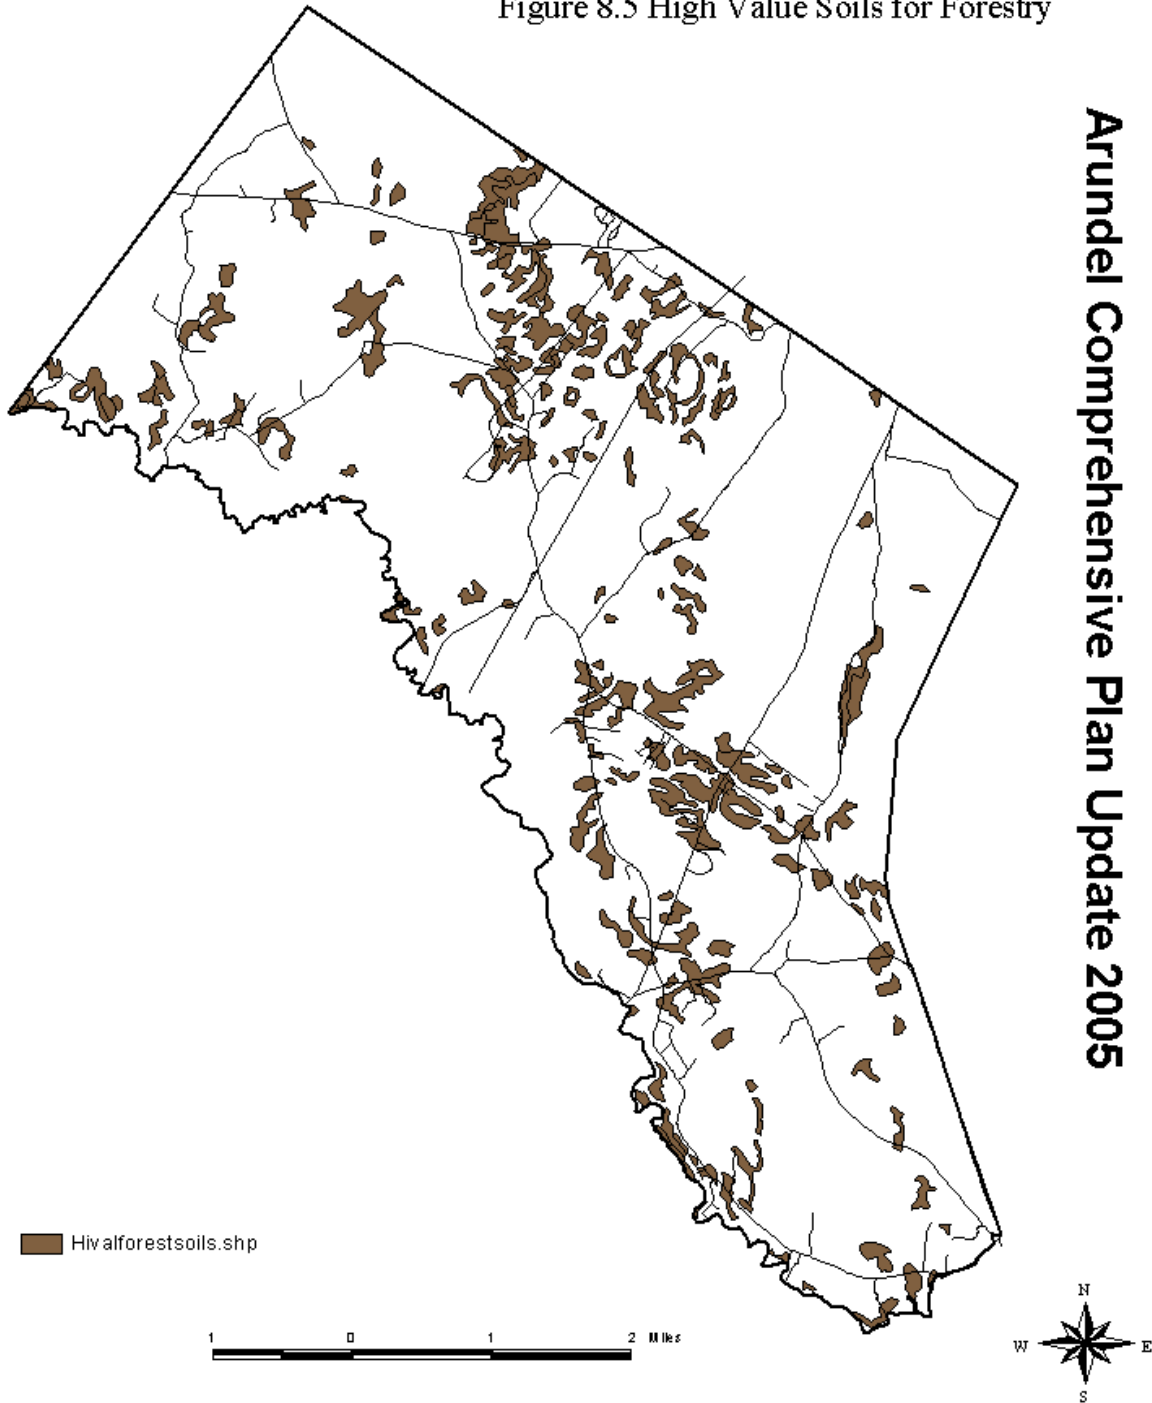 Figure 8.5 High Value Soils for Forestry
Arundel Comprehensive Plan Update 2005
Hivalforestsoils.shp
1 0 1 2 Miles
N
W E
S